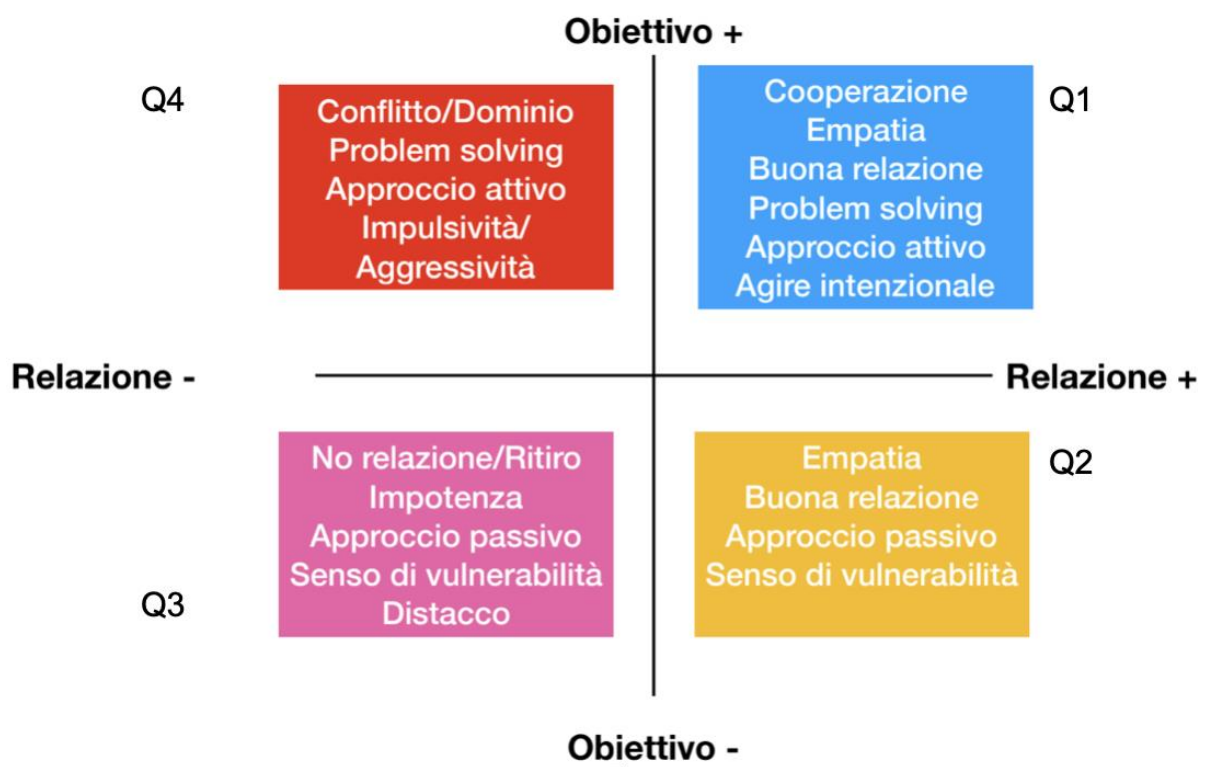 Obiettivo +
Q4
Conflitto/Dominio
Problem solving
Approccio attivo
Impulsività/
Aggressività
Cooperazione
Empatia
Buona relazione
Problem solving
Approccio attivo
Agire intenzionale
Q1
Relazione -
Relazione +
No relazione/Ritiro
Impotenza
Approccio passivo
Senso di vulnerabilità
Distacco
Q3
Empatia
Buona relazione
Approccio passivo
Senso di vulnerabilità
Q2
Obiettivo -